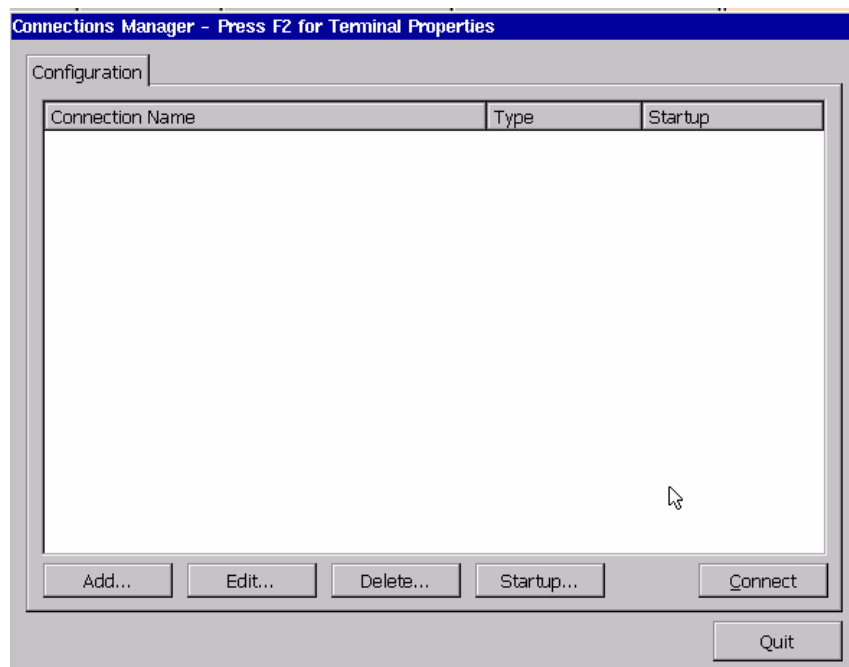 Connections Manager - Press F2 for Terminal Properties
Configuration
Connection Name Type Startup
Add... Edit... Delete... Startup... Connect
Quit